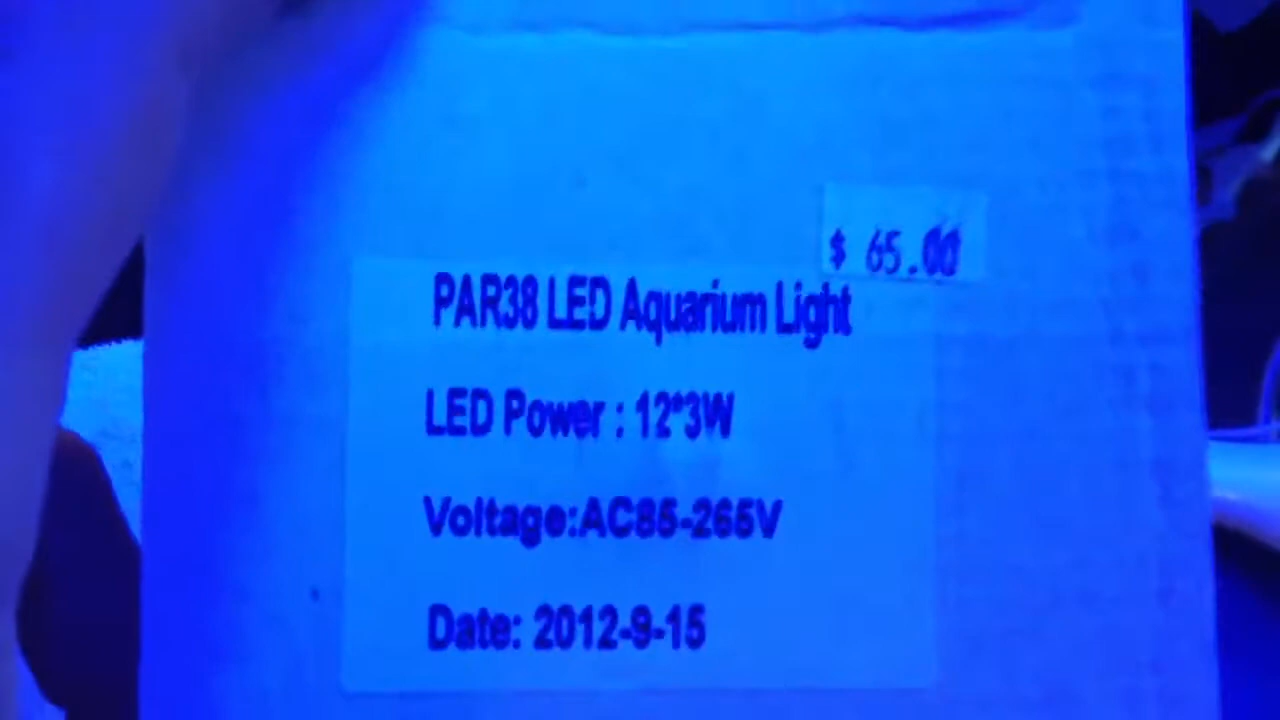 $ 65.00
PAR38 LED Aquarium Light
LED Power : 12*3W
Voltage:AC85-265V
Date: 2012-9-15